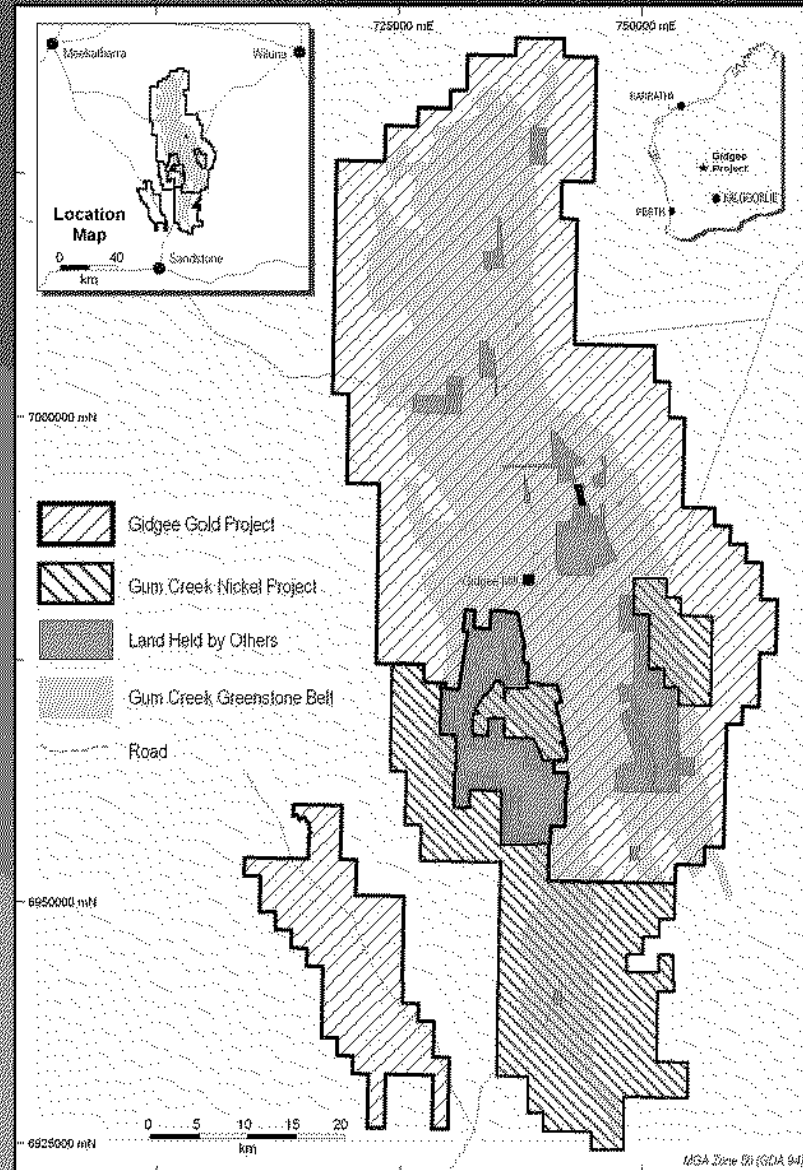 725000 mE
750000 mE
Meekatharra
Wiluna
Location
Map
0 40
km
Sandstone
KARRATHA
Gidgee
Project
KALGOORLIE
PERTH
7000000 mN
Gidgee Gold Project
Gum Creek Nickel Project
Land Held by Others
Gum Creek Greenstone Belt
Road
Gidgee Mill
6950000 mN
0 5 10 15 20
km
6925000 mN
MGA Zone 50 (GDA 94)